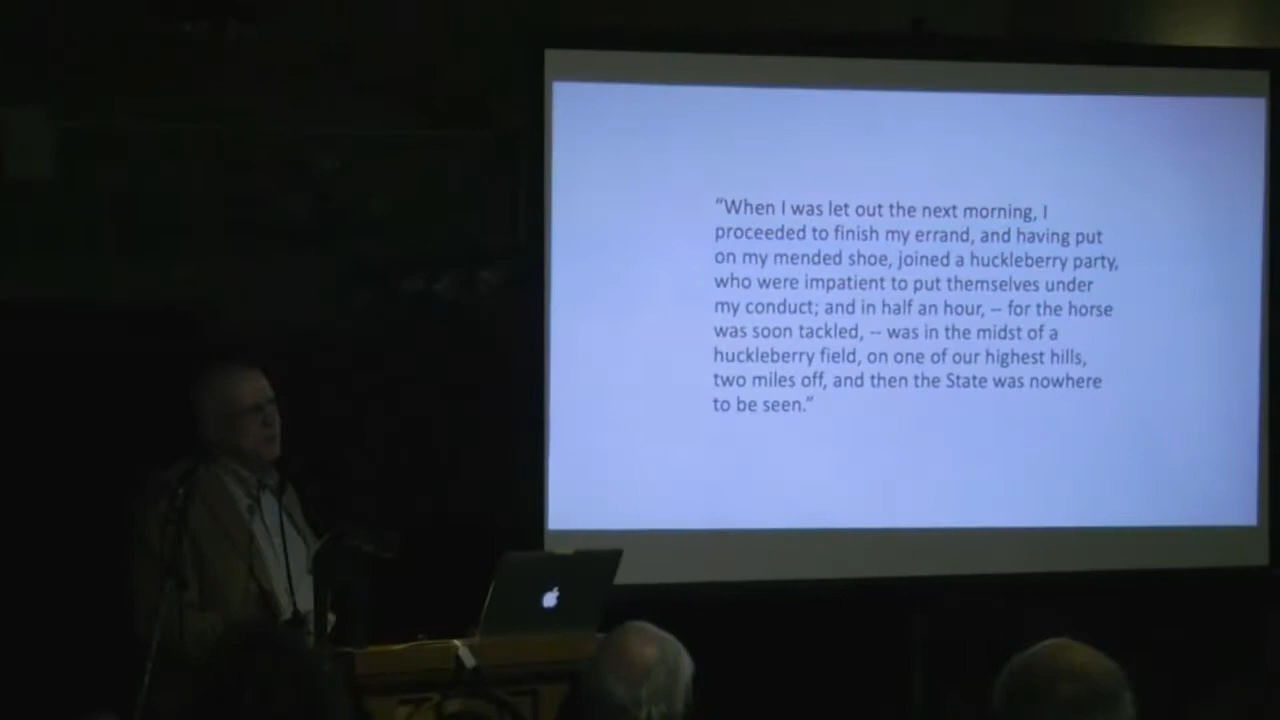 “When I was let out the next morning, I
proceeded to finish my errand, and having put
on my mended shoe, joined a huckleberry party,
who were impatient to put themselves under
my conduct; and in half an hour, -- for the horse
was soon tackled, -- was in the midst of a
huckleberry field, on one of our highest hills,
two miles off, and then the State was nowhere
to be seen.”